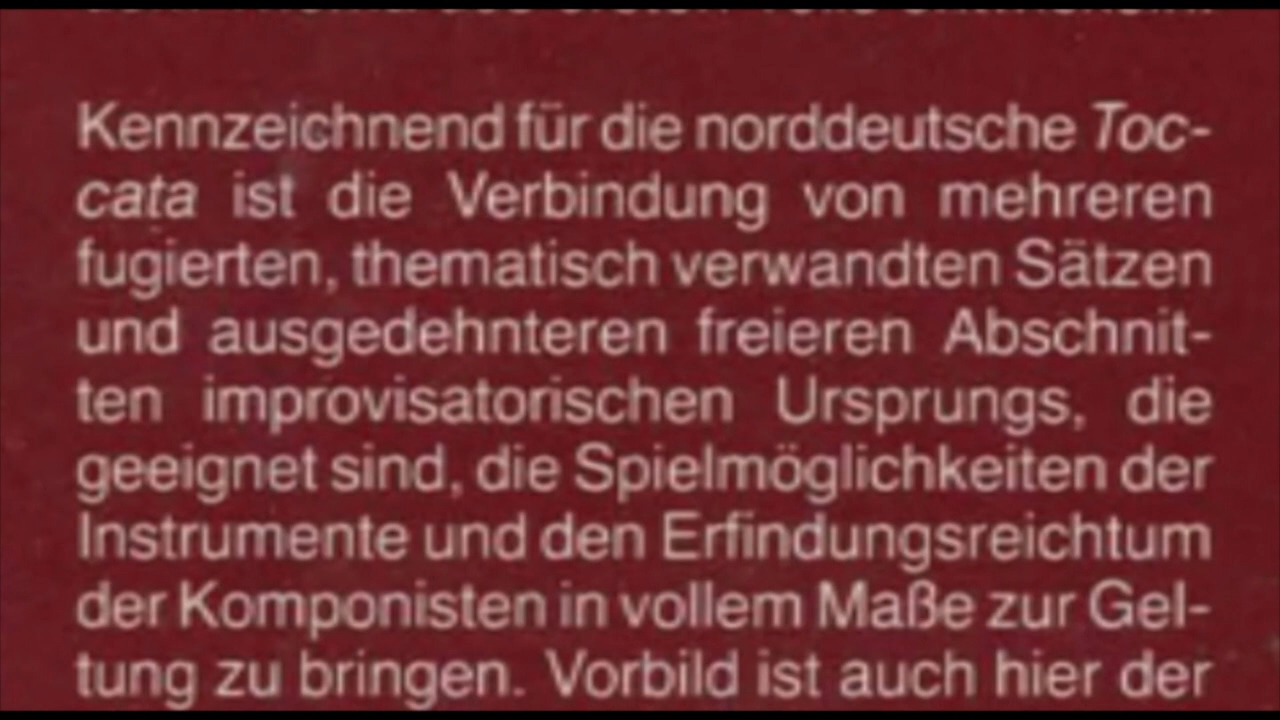 Kennzeichnend für die norddeutsche Toc-
cata ist die Verbindung von mehreren
fugierten, thematisch verwandten Sätzen
und ausgedehnteren freieren Abschnit-
ten improvisatorischen Ursprungs, die
geeignet sind, die Spielmöglichkeiten der
Instrumente und den Erfindungsreichtum
der Komponisten in vollem Maße zur Gel-
tung zu bringen. Vorbild ist auch hier der